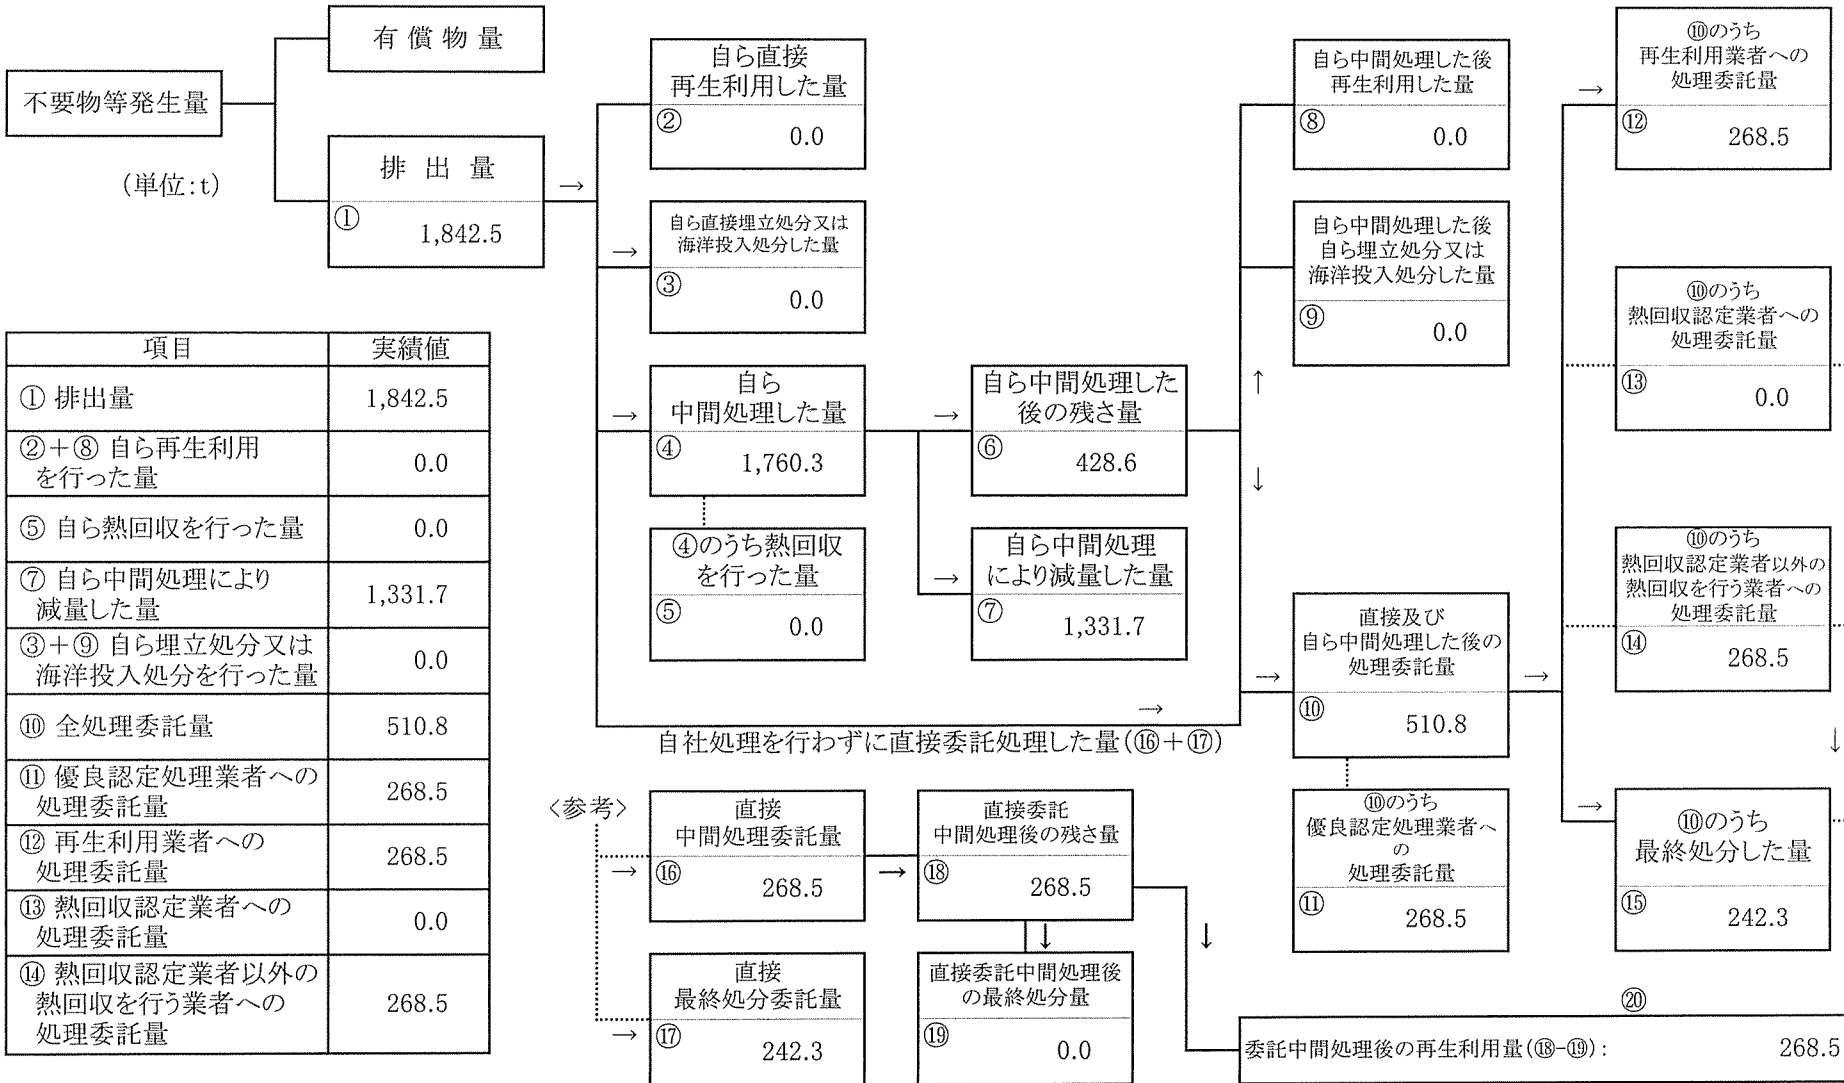 不要物等発生量
(単位:t)
有償物量
排出量
①
1,842.5
→
自ら直接
再生利用した量
②
0.0
→
自ら直接埋立処分又は
海洋投入処分した量
③
0.0
→
自ら
中間処理した量
④
1,760.3
④のうち熱回収
を行った量
⑤
0.0
→
自ら中間処理した
後の残さ量
⑥
428.6
→
自ら中間処理
により減量した量
⑦
1,331.7
↑
↓
自ら中間処理した後
再生利用した量
⑧
0.0
自ら中間処理した後
自ら埋立処分又は
海洋投入処分した量
⑨
0.0
→
自社処理を行わずに直接委託処理した量(⑯+⑰)
→
直接及び
自ら中間処理した後の
処理委託量
⑩
510.8
→
⑩のうち
優良認定処理業者へ
の
処理委託量
⑪
268.5
→
⑩のうち
再生利用業者への
処理委託量
⑫
268.5
⑩のうち
熱回収認定業者への
処理委託量
⑬
0.0
⑩のうち
熱回収認定業者以外の
熱回収を行う業者への
処理委託量
⑭
268.5
↓
→
⑩のうち
最終処分した量
⑮
242.3
項目 実績値
① 排出量 1,842.5
②+⑧ 自ら再生利用
を行った量 0.0
⑤ 自ら熱回収を行った量 0.0
⑦ 自ら中間処理により
減量した量 1,331.7
③+⑨ 自ら埋立処分又は
海洋投入処分を行った量 0.0
⑩ 全処理委託量 510.8
⑪ 優良認定処理業者への
処理委託量 268.5
⑫ 再生利用業者への
処理委託量 268.5
⑬ 熱回収認定業者への
処理委託量 0.0
⑭ 熱回収認定業者以外の
熱回収を行う業者への
処理委託量 268.5
〈参考〉
→
直接
中間処理委託量
⑯
268.5
→
直接委託
中間処理後の残さ量
⑱
268.5
↓
↓
→
直接
最終処分委託量
⑰
242.3
直接委託中間処理後
の最終処分量
⑲
0.0
⑳
委託中間処理後の再生利用量(⑱-⑲): 268.5